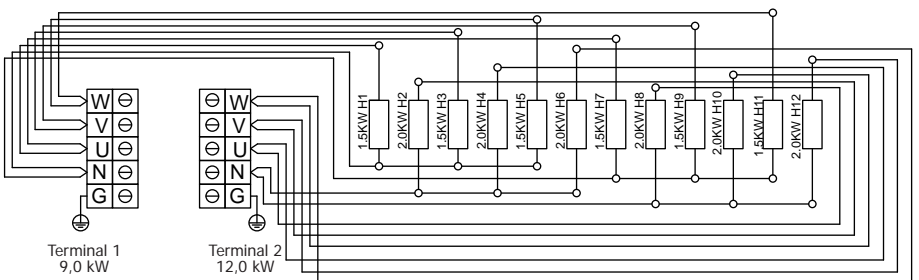 1.5KW H1
2.0KW H2
1.5KW H3
2.0KW H4
1.5KW H5
2.0KW H6
1.5KW H7
2.0KW H8
1.5KW H9
2.0KW H10
1.5KW H11
2.0KW H12
W
V
U
N
G
W
V
U
N
G
Terminal 1
9,0 kW
Terminal 2
12,0 kW